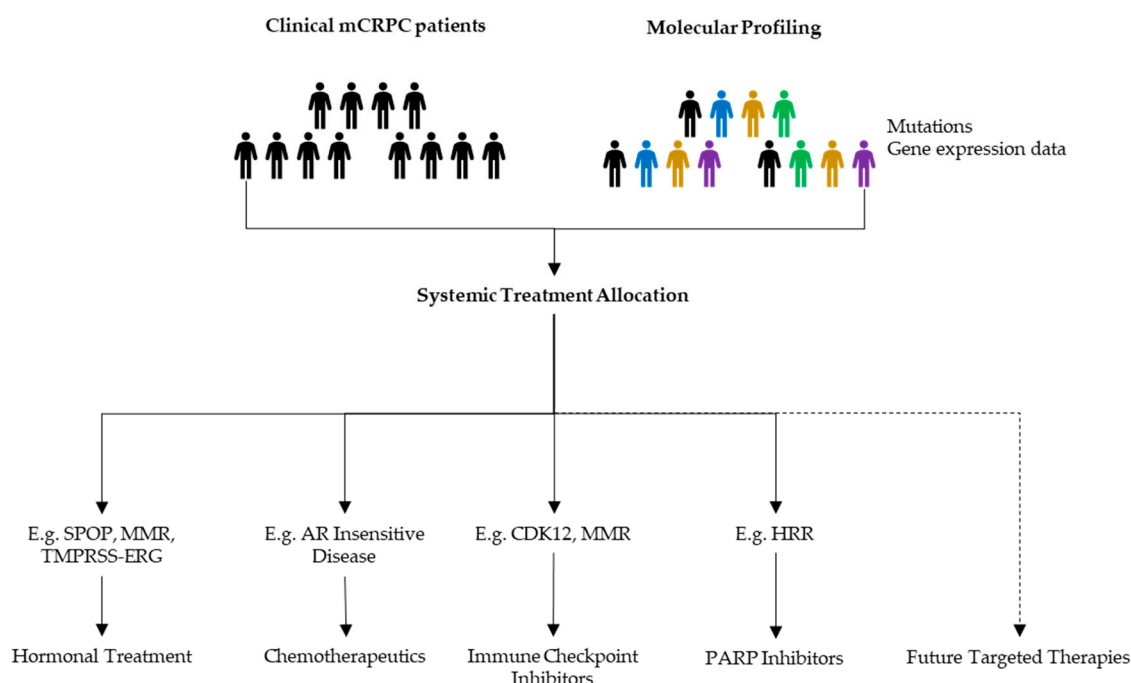 Clinical mCRPC patients
Molecular Profiling
Mutations
Gene expression data
Systemic Treatment Allocation
E.g. SPOP, MMR,
TMPRSS-ERG
E.g. AR Insensitive
Disease
E.g. CDK12, MMR
E.g. HRR
Hormonal Treatment
Chemotherapeutics
Immune Checkpoint
Inhibitors
PARP Inhibitors
Future Targeted Therapies